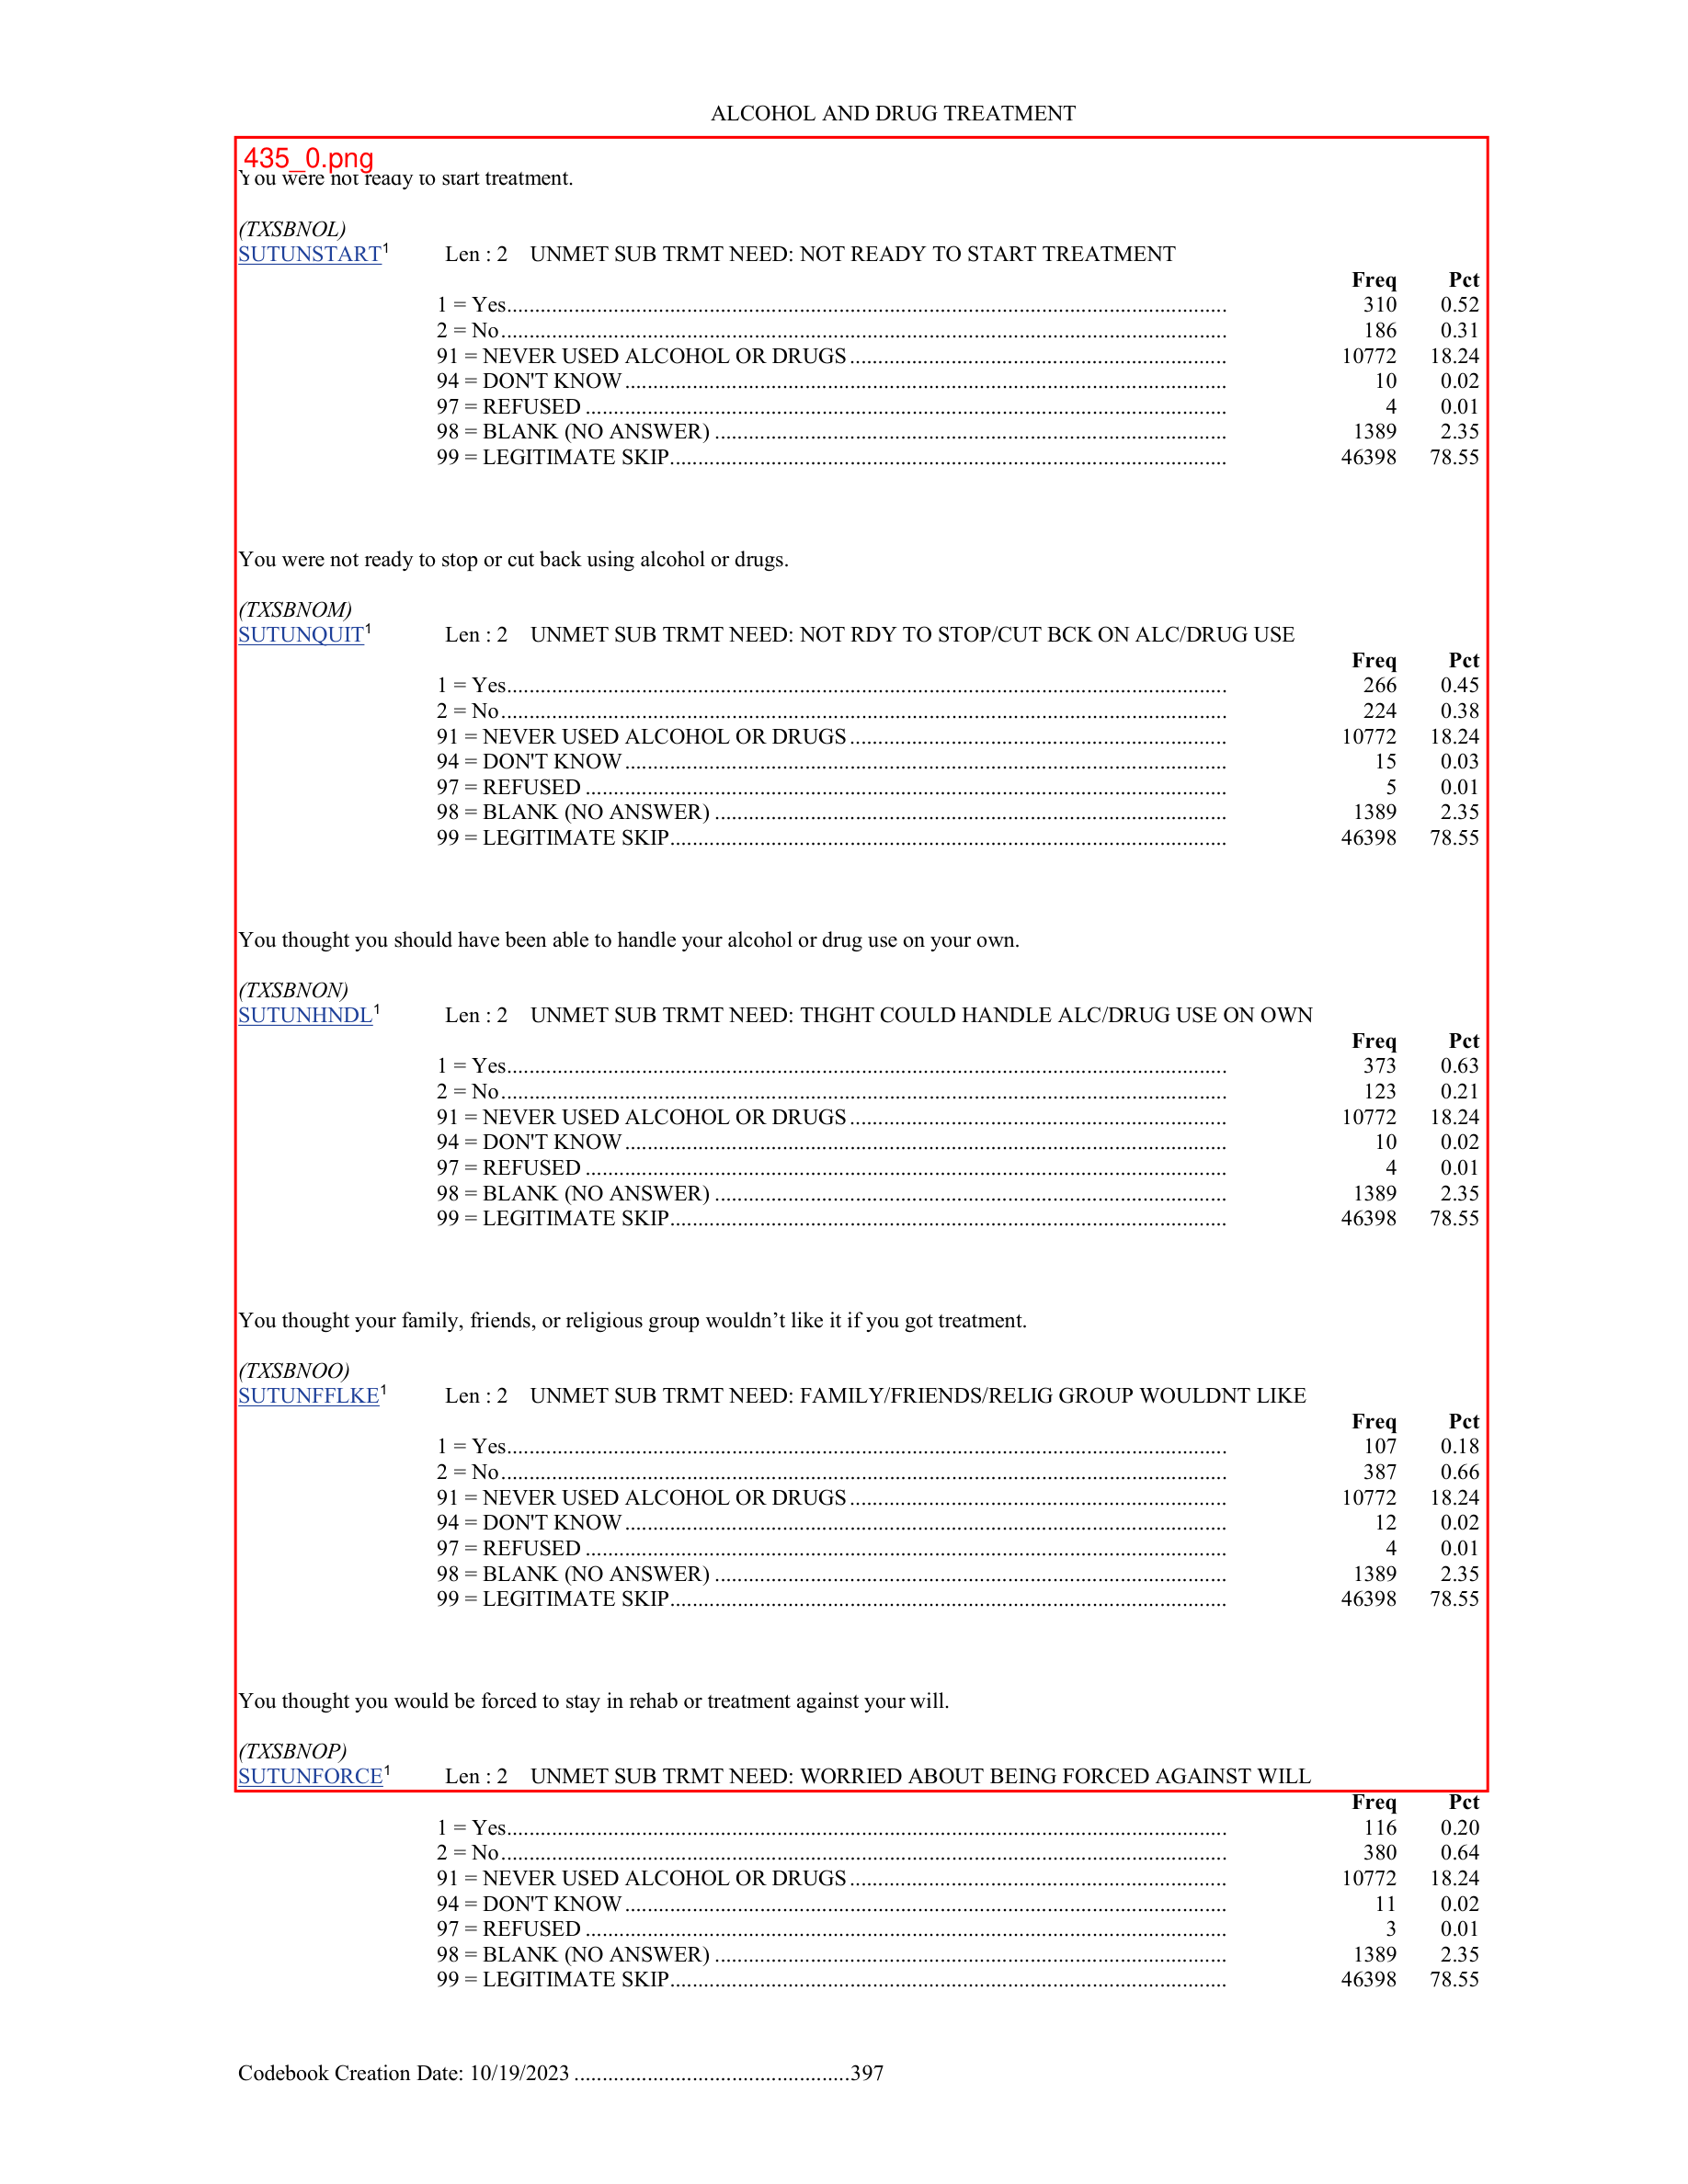 ALCOHOL AND DRUG TREATMENT
435_0.png
You were not ready to start treatment.
(TXSBNOL)
SUTUNSTART1 Len : 2 UNMET SUB TRMT NEED: NOT READY TO START TREATMENT
Freq Pct
1 = Yes 310 0.52
2 = No 186 0.31
91 = NEVER USED ALCOHOL OR DRUGS 10772 18.24
94 = DON'T KNOW 10 0.02
97 = REFUSED 4 0.01
98 = BLANK (NO ANSWER) 1389 2.35
99 = LEGITIMATE SKIP 46398 78.55
You were not ready to stop or cut back using alcohol or drugs.
(TXSBNOM)
SUTUNQUIT1 Len : 2 UNMET SUB TRMT NEED: NOT RDY TO STOP/CUT BCK ON ALC/DRUG USE
Freq Pct
1 = Yes 266 0.45
2 = No 224 0.38
91 = NEVER USED ALCOHOL OR DRUGS 10772 18.24
94 = DON'T KNOW 15 0.03
97 = REFUSED 5 0.01
98 = BLANK (NO ANSWER) 1389 2.35
99 = LEGITIMATE SKIP 46398 78.55
You thought you should have been able to handle your alcohol or drug use on your own.
(TXSBNON)
SUTUNHNDL1 Len : 2 UNMET SUB TRMT NEED: THGHT COULD HANDLE ALC/DRUG USE ON OWN
Freq Pct
1 = Yes 373 0.63
2 = No 123 0.21
91 = NEVER USED ALCOHOL OR DRUGS 10772 18.24
94 = DON'T KNOW 10 0.02
97 = REFUSED 4 0.01
98 = BLANK (NO ANSWER) 1389 2.35
99 = LEGITIMATE SKIP 46398 78.55
You thought your family, friends, or religious group wouldn’t like it if you got treatment.
(TXSBNOO)
SUTUNFFLKE1 Len : 2 UNMET SUB TRMT NEED: FAMILY/FRIENDS/RELIG GROUP WOULDNT LIKE
Freq Pct
1 = Yes 107 0.18
2 = No 387 0.66
91 = NEVER USED ALCOHOL OR DRUGS 10772 18.24
94 = DON'T KNOW 12 0.02
97 = REFUSED 4 0.01
98 = BLANK (NO ANSWER) 1389 2.35
99 = LEGITIMATE SKIP 46398 78.55
You thought you would be forced to stay in rehab or treatment against your will.
(TXSBNOP)
SUTUNFORCE1 Len : 2 UNMET SUB TRMT NEED: WORRIED ABOUT BEING FORCED AGAINST WILL
Freq Pct
1 = Yes 116 0.20
2 = No 380 0.64
91 = NEVER USED ALCOHOL OR DRUGS 10772 18.24
94 = DON'T KNOW 11 0.02
97 = REFUSED 3 0.01
98 = BLANK (NO ANSWER) 1389 2.35
99 = LEGITIMATE SKIP 46398 78.55
Codebook Creation Date: 10/19/2023 397